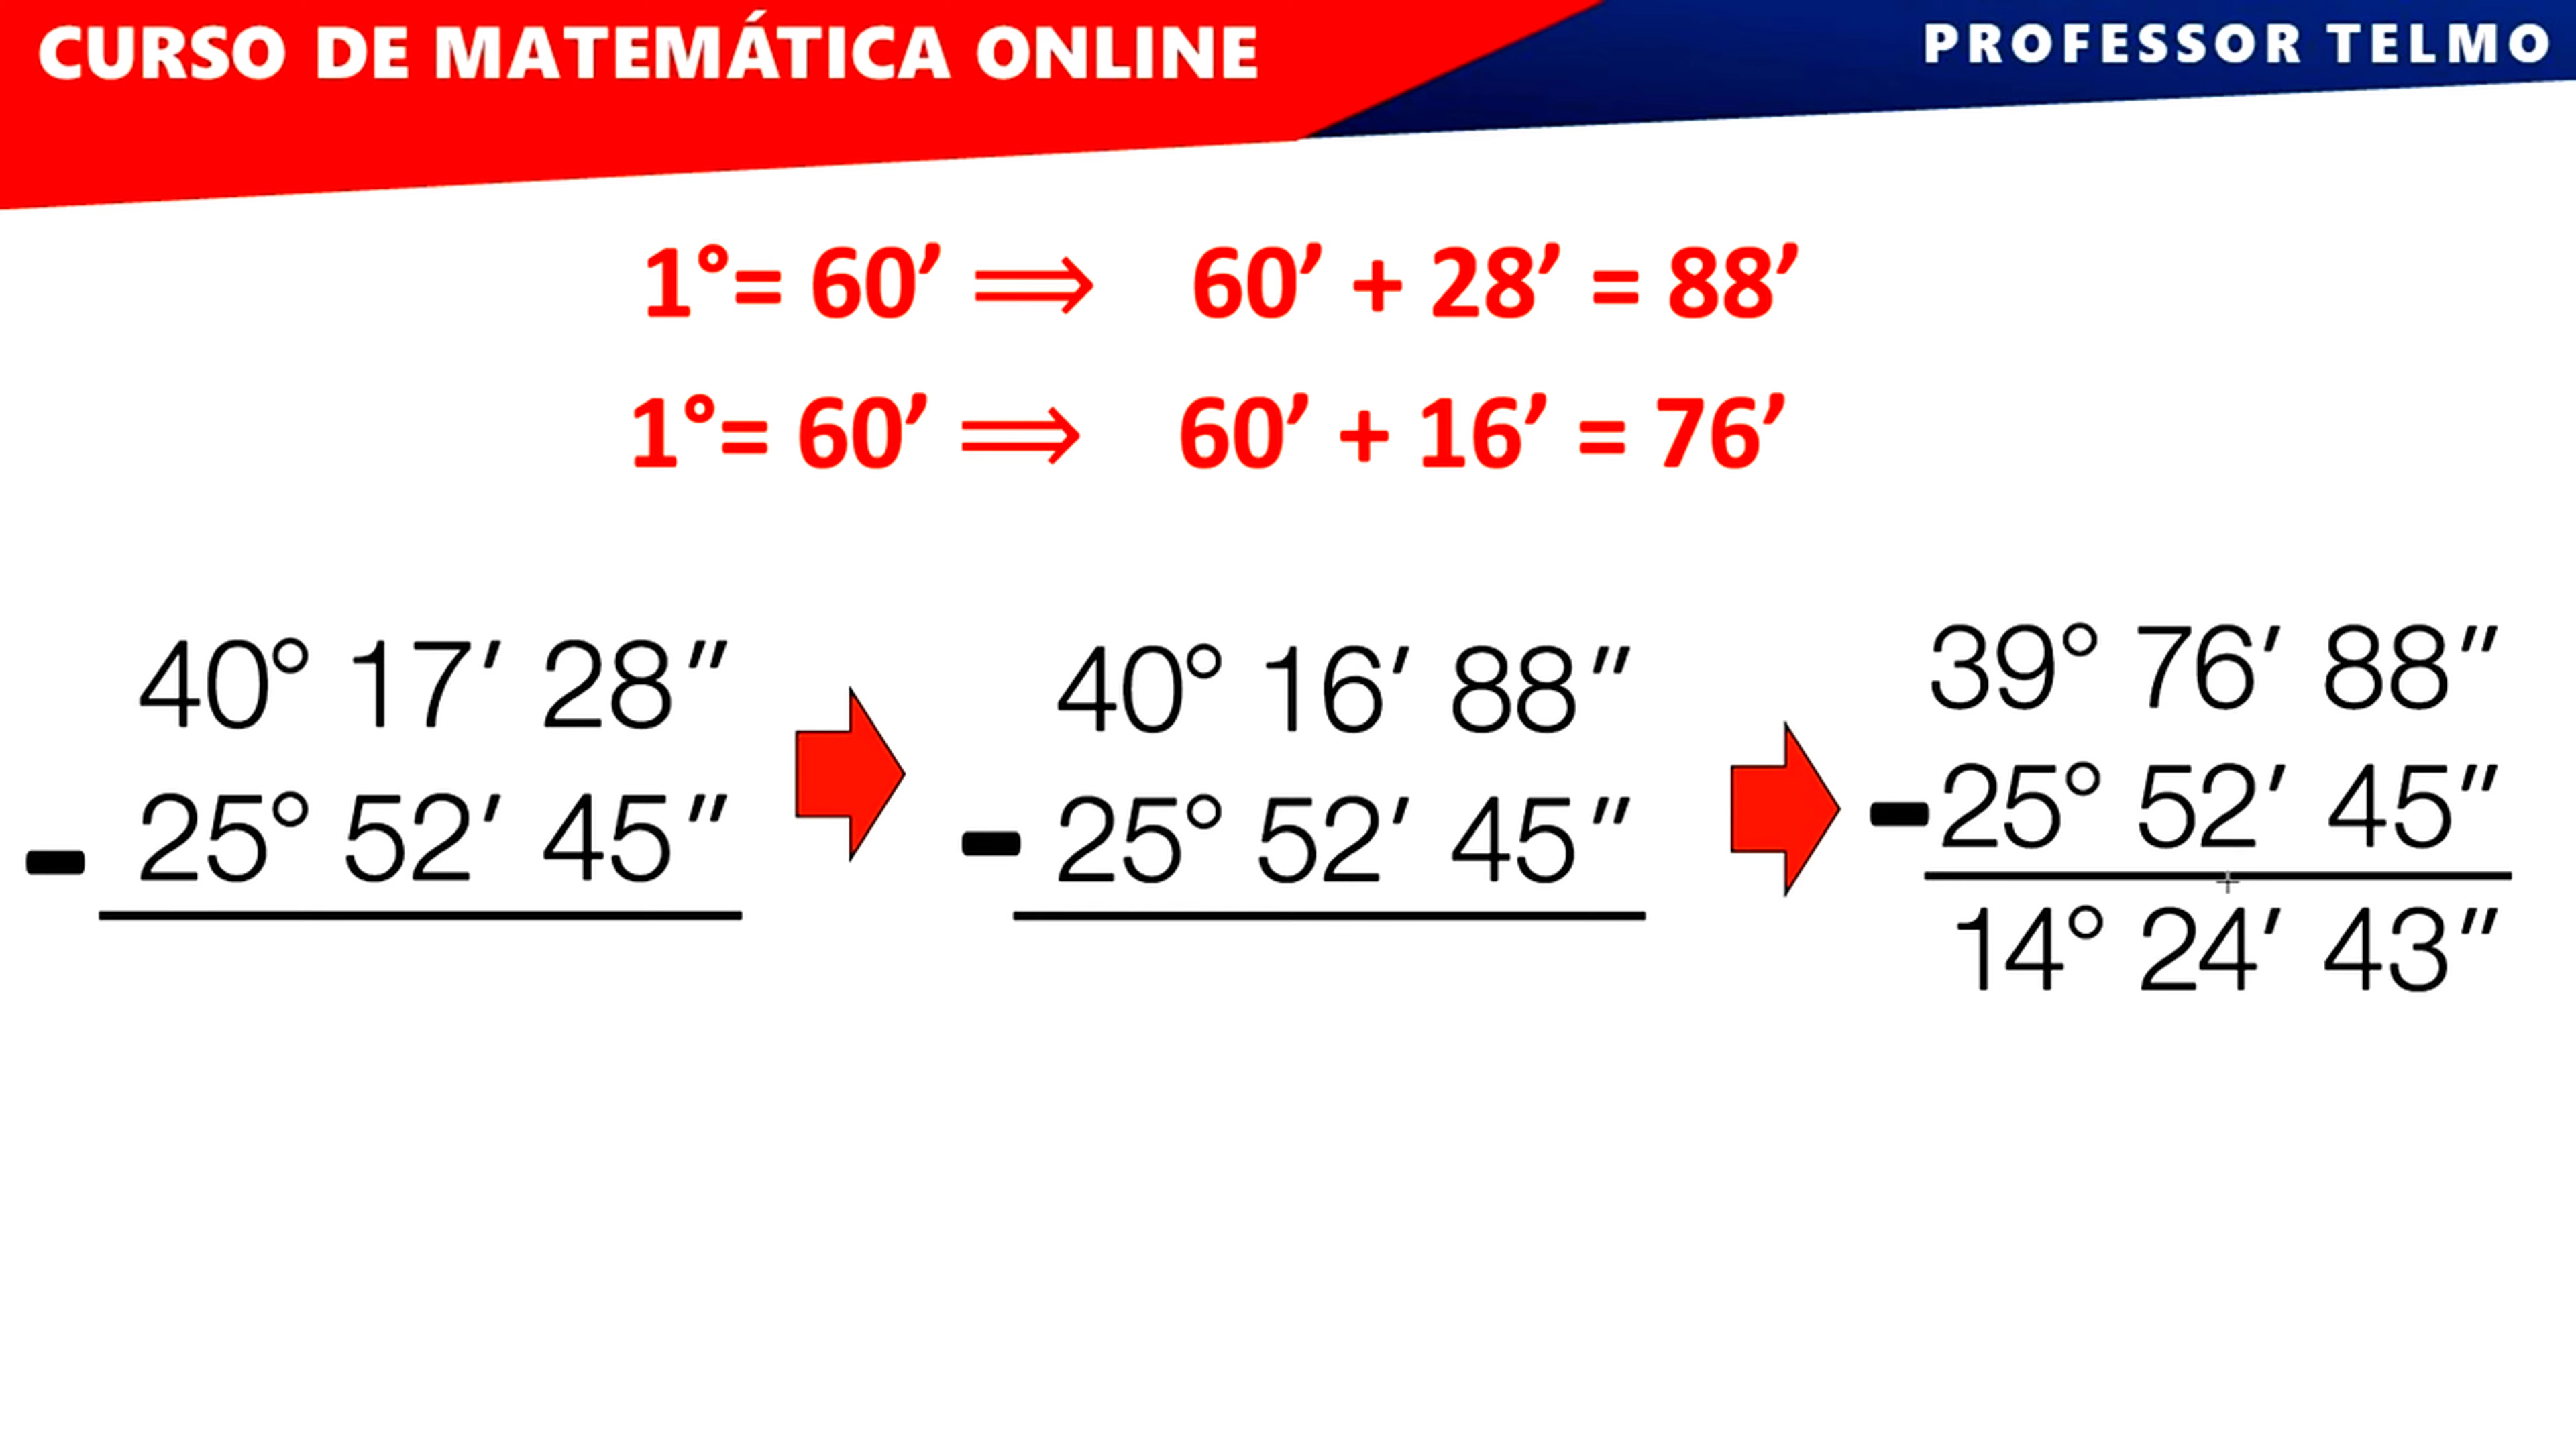 CURSO DE MATEMÁTICA ONLINE
PROFESSOR TELMO
1°= 60’ ⟹ 60’ + 28’ = 88’
1°= 60’ ⟹ 60’ + 16’ = 76’
40° 17′ 28″
- 25° 52′ 45″
40° 16′ 88″
- 25° 52′ 45″
39° 76′ 88″
- 25° 52′ 45″
14° 24′ 43″